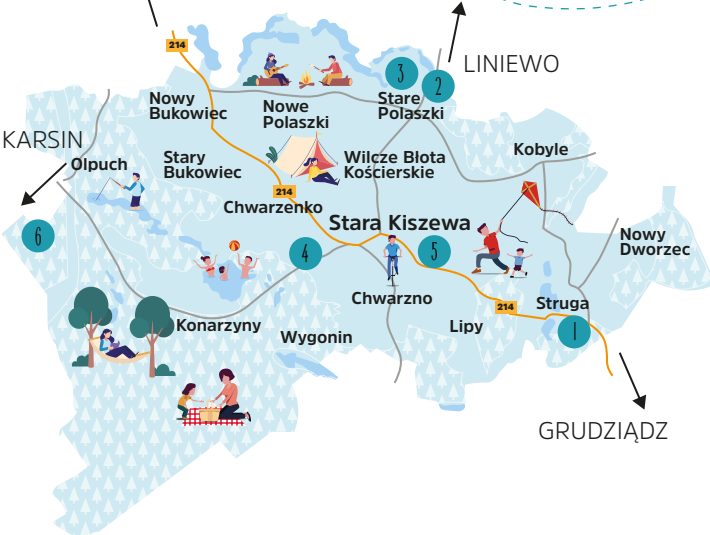 214
LINIEWO
3
2
Nowy
Bukowiec
Nowe
Polaszki
Stare
Polaszki
KARSIN
Olpuch
Stary
Bukowiec
Wilcze Błota
Kościerskie
Kobyle
214
Chwarzenko
Stara Kiszewa
6
4
5
Nowy
Dworzec
Chwarzno
214
Struga
Konarzyny
Wygonin
Lipy
1
GRUDZIĄDZ